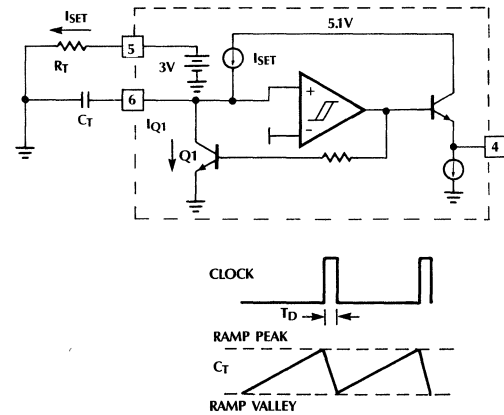 ISET
5
5.1V
RT
3V
ISET
6
CT
IQ1
+
-
Q1
4
CLOCK
TD
RAMP PEAK
CT
RAMP VALLEY